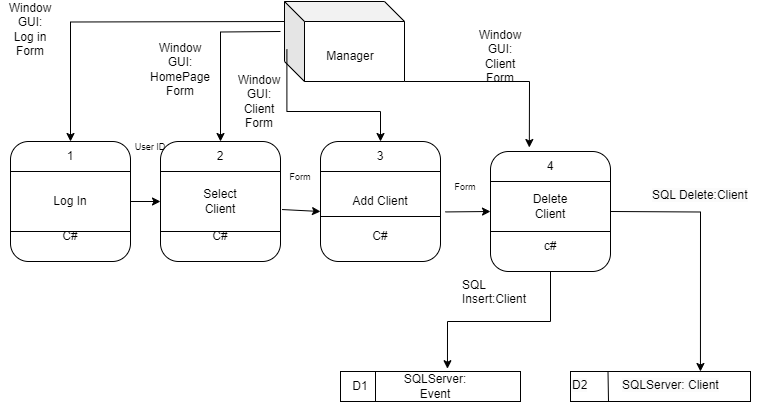 Window
GUI:
Log in
Form
Window
GUI:
HomePage
Form
Window
GUI:
Client
Form
Manager
Window
GUI:
Client
Form
1
Log In
C#
User ID
2
Select
Client
C#
Form
3
Add Client
C#
Form
4
Delete
Client
c#
SQL Delete:Client
SQL
Insert:Client
D1
SQLServer:
Event
D2
SQLServer: Client